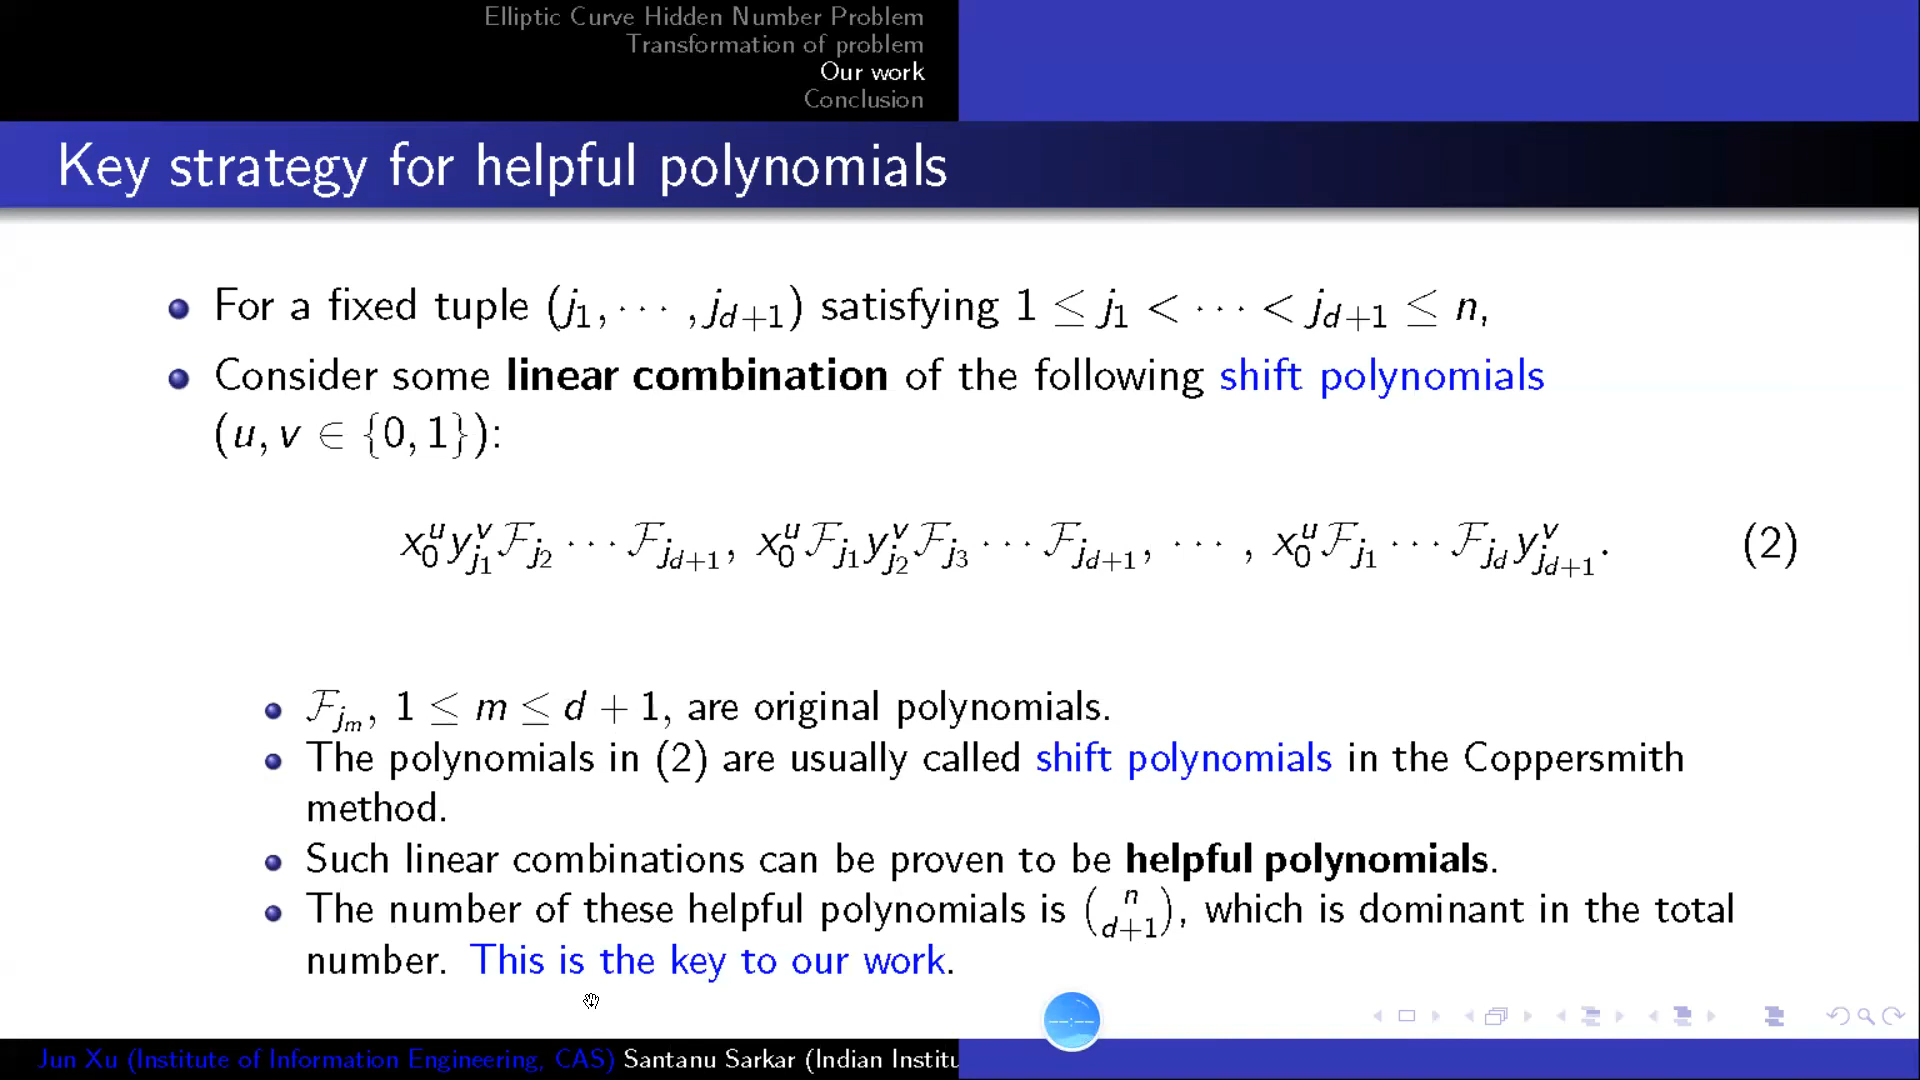 Elliptic Curve Hidden Number Problem
Transformation of problem
Our work
Conclusion
Key strategy for helpful polynomials
For a fixed tuple (j₁, ··· , j_{d+1}) satisfying 1 ≤ j₁ < ··· < j_{d+1} ≤ n,
Consider some linear combination of the following shift polynomials
(u, v ∈ {0, 1}):
x_0^u y_{j_1}^v ℱ_{j_2} ··· ℱ_{j_{d+1}}, x_0^u ℱ_{j_1} y_{j_2}^v ℱ_{j_3} ··· ℱ_{j_{d+1}}, ··· , x_0^u ℱ_{j_1} ··· ℱ_{j_d} y_{j_{d+1}}^v. (2)
ℱ_{j_m}, 1 ≤ m ≤ d + 1, are original polynomials.
The polynomials in (2) are usually called shift polynomials in the Coppersmith
method.
Such linear combinations can be proven to be helpful polynomials.
The number of these helpful polynomials is \binom{n}{d+1}, which is dominant in the total
number. This is the key to our work.
--:--
Jun Xu (Institute of Information Engineering, CAS) Santanu Sarkar (Indian Institu